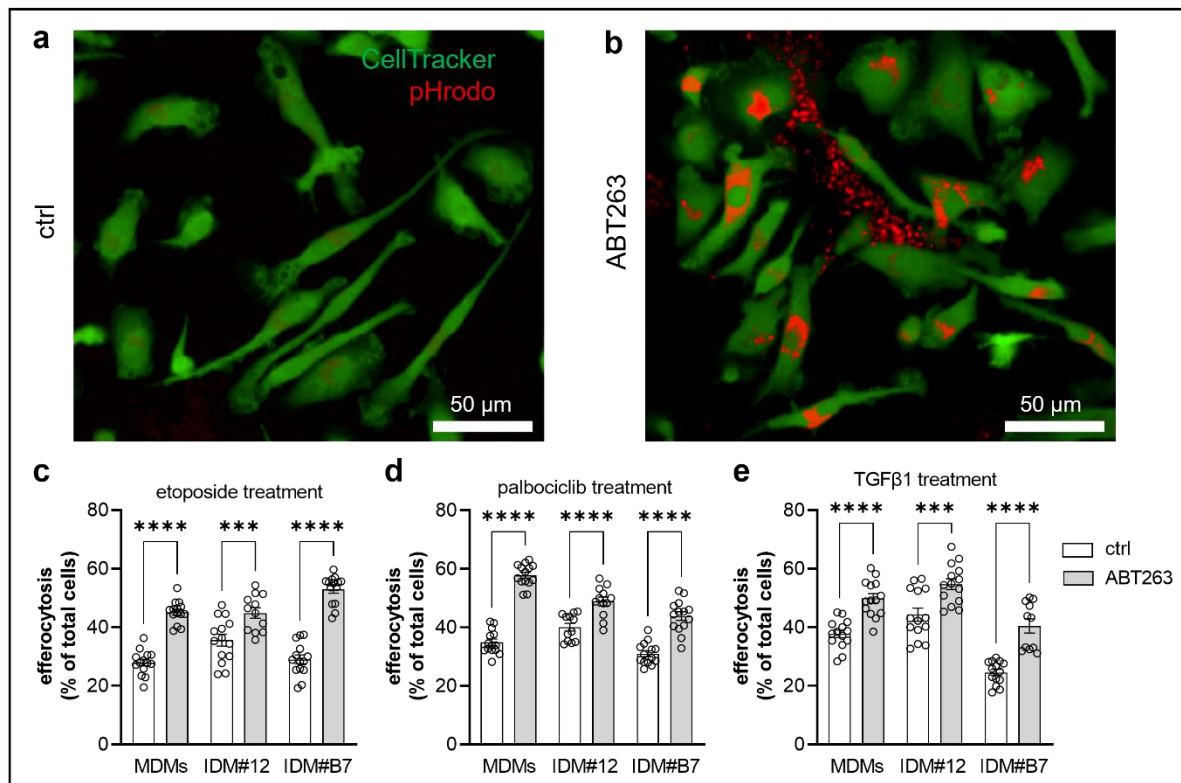 a
CellTracker
pHrodo
ctrl
50 µm
b
ABT263
50 µm
c
etoposide treatment
efferocytosis
(% of total cells)
80
60
40
20
0
**** *** ****
MDMs IDM#12 IDM#B7
d
palbociclib treatment
efferocytosis
(% of total cells)
80
60
40
20
0
**** **** ****
MDMs IDM#12 IDM#B7
e
TGFβ1 treatment
efferocytosis
(% of total cells)
80
60
40
20
0
**** *** ****
MDMs IDM#12 IDM#B7
ctrl
ABT263